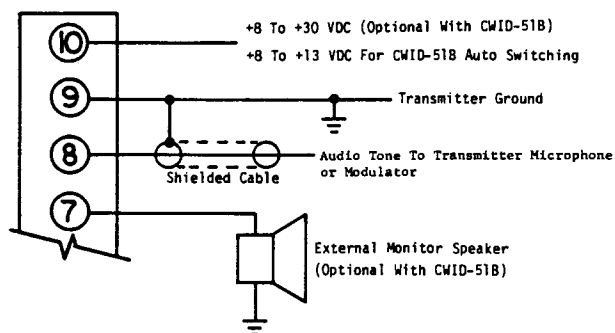 10
+8 To +30 VDC (Optional With CWID-51B)
+8 To +13 VDC For CWID-51B Auto Switching
9
Transmitter Ground
8
Audio Tone To Transmitter Microphone
or Modulator
Shielded Cable
7
External Monitor Speaker
(Optional With CWID-51B)